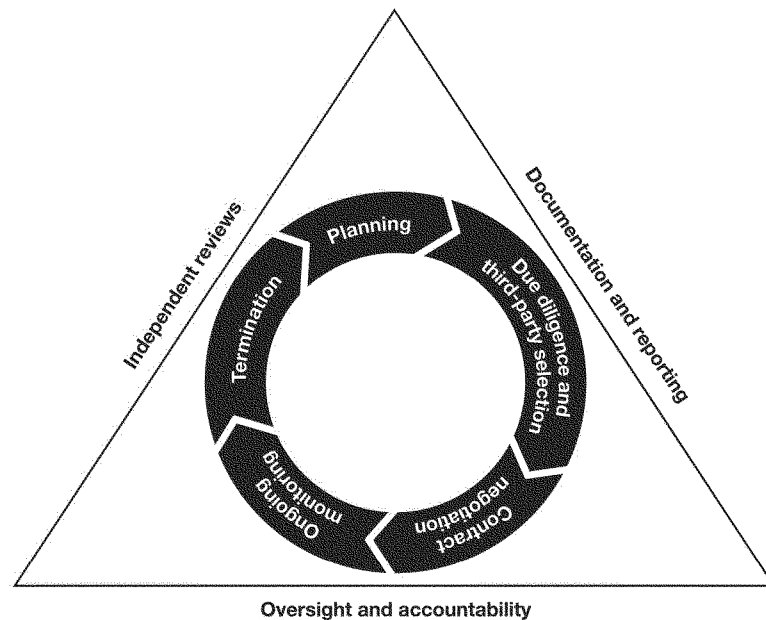 Independent reviews
Documentation and reporting
Planning
Due diligence and
third-party selection
Contract
negotiation
Ongoing
monitoring
Termination
Oversight and accountability